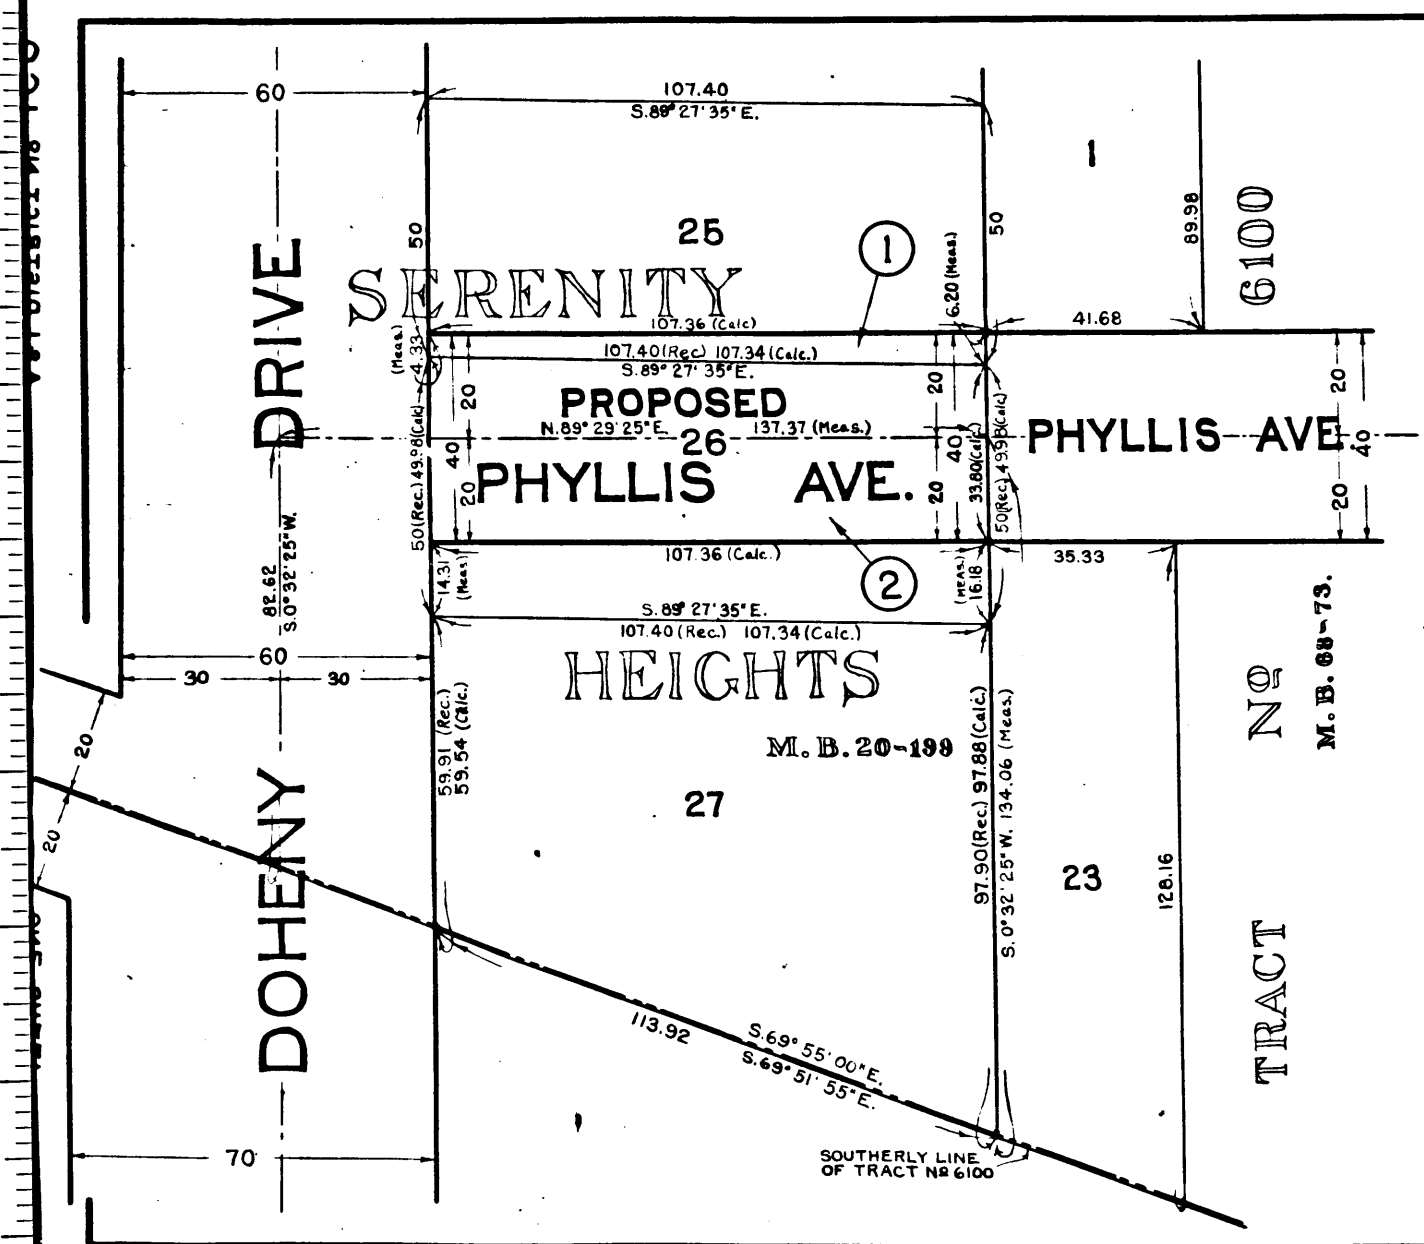 60
107.40
S.89° 27' 35" E.
1
89.98
6100
50
25
1
6.20 (Meas.)
50
SERENITY
107.36 (Calc)
41.68
(Meas.)
4.33
107.40 (Rec) 107.34 (Calc.)
S.89° 27' 35" E.
20
20
20
PROPOSED
N.89° 29' 25" E. 137.37 (Meas.)
26
PHYLLIS AVE.
PHYLLIS AVE.
40
40
40
20
20
20
50 (Rec.) 49.98 (Calc)
33.80 (Calc.)
50 (Rec) 49.98 (Calc)
DRIVE
107.36 (Calc.)
35.33
2
14.31
(Meas)
(MEAS.)
16.18
82.62
S.0° 32' 25" W.
S.89° 27' 35" E.
107.40 (Rec.) 107.34 (Calc.)
60
30
30
HEIGHTS
M.B. 20-199
59.91 (Rec.)
59.54 (Calc.)
97.90 (Rec.) 97.88 (Calc.)
S.0° 32' 25" W. 134.06 (Meas.)
TRACT Nº 6100
M.B. 68-73.
20
20
27
23
128.16
DOHENY
113.92
S.69° 55' 00" E.
S.69° 51' 55" E.
70
SOUTHERLY LINE
OF TRACT Nº 6100